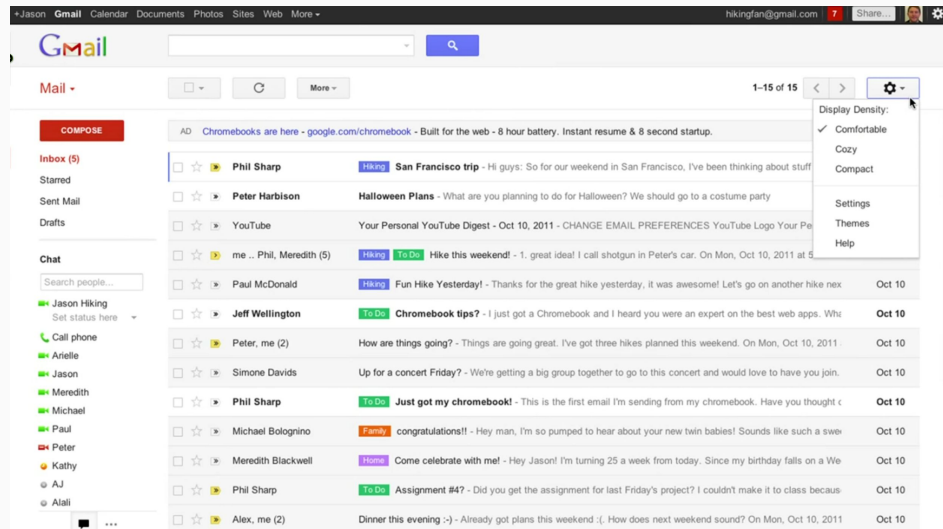 +Jason Gmail Calendar Documents Photos Sites Web More
hikingfan@gmail.com 7 Share...
Gmail
Mail
More
1–15 of 15
Display Density:
Comfortable
Cozy
Compact
Settings
Themes
Help
COMPOSE
Inbox (5)
Starred
Sent Mail
Drafts
Chat
Search people...
Jason Hiking
Set status here
Call phone
Arielle
Jason
Meredith
Michael
Paul
Peter
Kathy
AJ
Alali
AD Chromebooks are here - google.com/chromebook - Built for the web - 8 hour battery. Instant resume & 8 second startup.
Phil Sharp Hiking San Francisco trip - Hi guys: So for our weekend in San Francisco, I've been thinking about stuff
Peter Harbison Halloween Plans - What are you planning to do for Halloween? We should go to a costume party
YouTube Your Personal YouTube Digest - Oct 10, 2011 - CHANGE EMAIL PREFERENCES YouTube Logo Your Pe
me .. Phil, Meredith (5) Hiking To Do Hike this weekend! - 1. great idea! I call shotgun in Peter's car. On Mon, Oct 10, 2011 at 5
Paul McDonald Hiking Fun Hike Yesterday! - Thanks for the great hike yesterday, it was awesome! Let's go on another hike nex Oct 10
Jeff Wellington To Do Chromebook tips? - I just got a Chromebook and I heard you were an expert on the best web apps. Wha Oct 10
Peter, me (2) How are things going? - Things are going great. I've got three hikes planned this weekend. On Mon, Oct 10, 2011 Oct 10
Simone Davids Up for a concert Friday? - We're getting a big group together to go to this concert and would love to have you join. Oct 10
Phil Sharp To Do Just got my chromebook! - This is the first email I'm sending from my chromebook. Have you thought c Oct 10
Michael Bolognino Family congratulations!! - Hey man, I'm so pumped to hear about your new twin babies! Sounds like such a swee Oct 10
Meredith Blackwell Home Come celebrate with me! - Hey Jason! I'm turning 25 a week from today. Since my birthday falls on a We Oct 10
Phil Sharp To Do Assignment #4? - Did you get the assignment for last Friday's project? I couldn't make it to class becaus Oct 10
Alex, me (2) Dinner this evening :-) - Already got plans this weekend :(. How does next weekend sound? On Mon, Oct 10, 2011 Oct 10